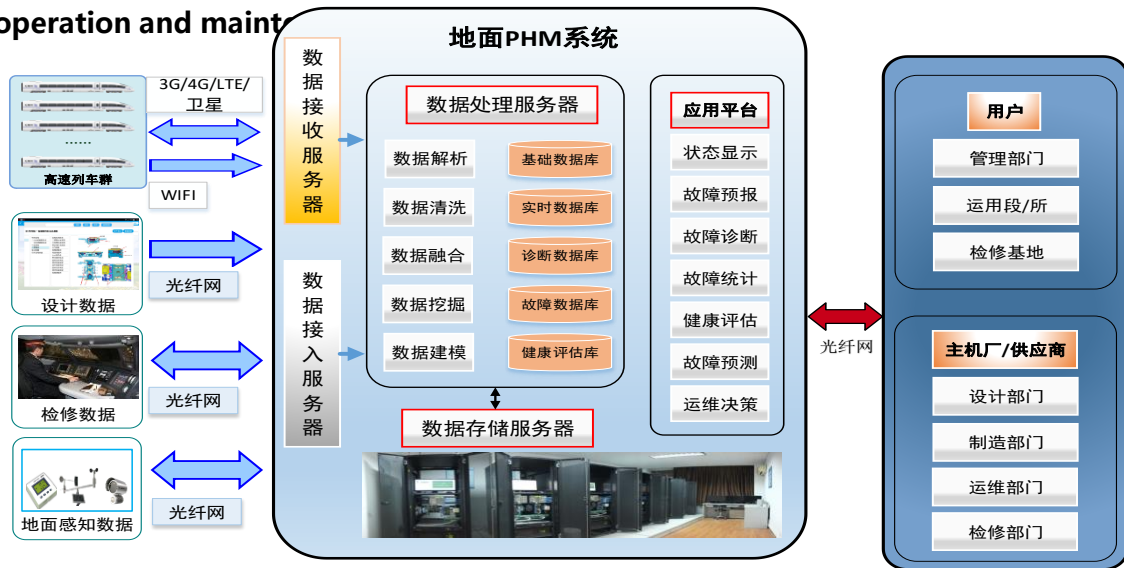 operation and mainte
地面PHM系统
3G/4G/LTE/
卫星
······
高速列车群
WIFI
设计数据
光纤网
检修数据
光纤网
地面感知数据
光纤网
数据接收服务器
数据接入服务器
数据处理服务器
数据解析
数据清洗
数据融合
数据挖掘
数据建模
基础数据库
实时数据库
诊断数据库
故障数据库
健康评估库
数据存储服务器
应用平台
状态显示
故障预报
故障诊断
故障统计
健康评估
故障预测
运维决策
光纤网
用户
管理部门
运用段/所
检修基地
主机厂/供应商
设计部门
制造部门
运维部门
检修部门